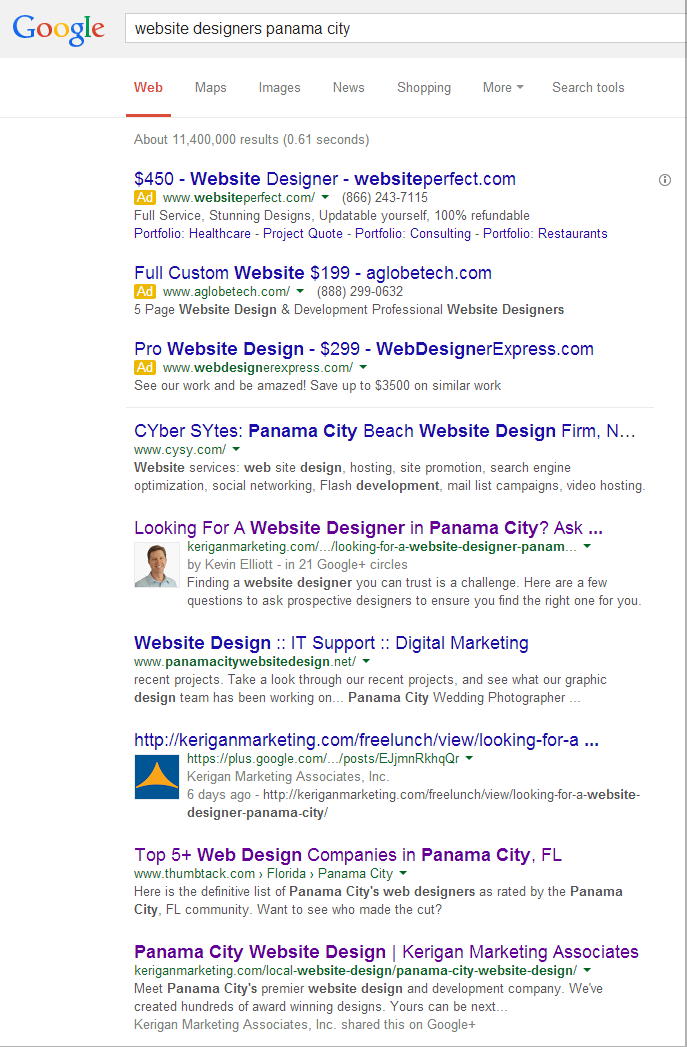 Google
website designers panama city
Web Maps Images News Shopping More Search tools
About 11,400,000 results (0.61 seconds)
$450 - Website Designer - websiteperfect.com
Ad www.websiteperfect.com/ (866) 243-7115
Full Service, Stunning Designs, Updatable yourself, 100% refundable
Portfolio: Healthcare - Project Quote - Portfolio: Consulting - Portfolio: Restaurants
Full Custom Website $199 - aglobetech.com
Ad www.aglobetech.com/ (888) 299-0632
5 Page Website Design & Development Professional Website Designers
Pro Website Design - $299 - WebDesignerExpress.com
Ad www.webdesignerexpress.com/
See our work and be amazed! Save up to $3500 on similar work
CYber SYtes: Panama City Beach Website Design Firm, N...
www.cysy.com/
Website services: web site design, hosting, site promotion, search engine
optimization, social networking, Flash development, mail list campaigns, video hosting.
Looking For A Website Designer in Panama City? Ask ...
keriganmarketing.com/.../looking-for-a-website-designer-panam...
by Kevin Elliott - in 21 Google+ circles
Finding a website designer you can trust is a challenge. Here are a few
questions to ask prospective designers to ensure you find the right one for you.
Website Design :: IT Support :: Digital Marketing
www.panamacitywebsitedesign.net/
recent projects. Take a look through our recent projects, and see what our graphic
design team has been working on... Panama City Wedding Photographer ...
http://keriganmarketing.com/freelunch/view/looking-for-a ...
https://plus.google.com/.../posts/EJjmnRkhqQr
Kerigan Marketing Associates, Inc.
6 days ago - http://keriganmarketing.com/freelunch/view/looking-for-a-website-
designer-panama-city/
Top 5+ Web Design Companies in Panama City, FL
www.thumbtack.com › Florida › Panama City
Here is the definitive list of Panama City's web designers as rated by the Panama
City, FL community. Want to see who made the cut?
Panama City Website Design | Kerigan Marketing Associates
keriganmarketing.com/local-website-design/panama-city-website-design/
Meet Panama City's premier website design and development company. We've
created hundreds of award winning designs. Yours can be next...
Kerigan Marketing Associates, Inc. shared this on Google+